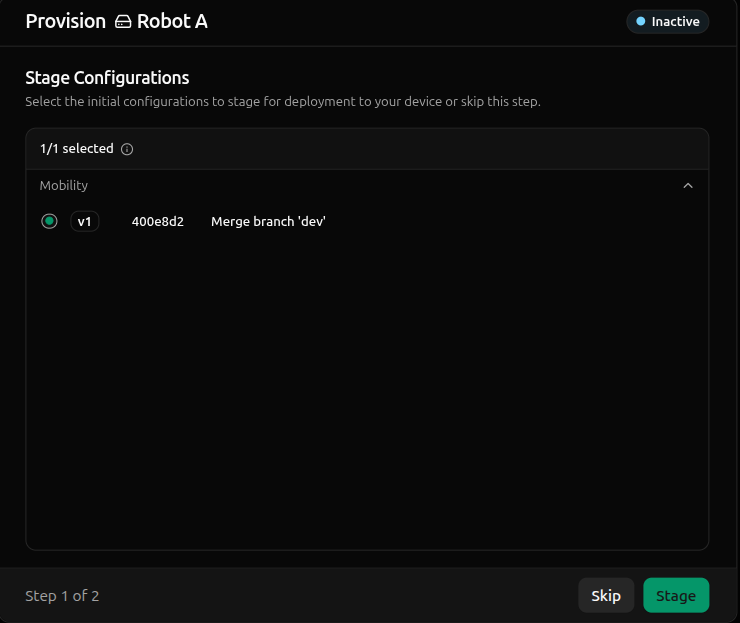 Provision Robot A
Inactive
Stage Configurations
Select the initial configurations to stage for deployment to your device or skip this step.
1/1 selected
Mobility
v1 400e8d2 Merge branch 'dev'
Step 1 of 2
Skip
Stage